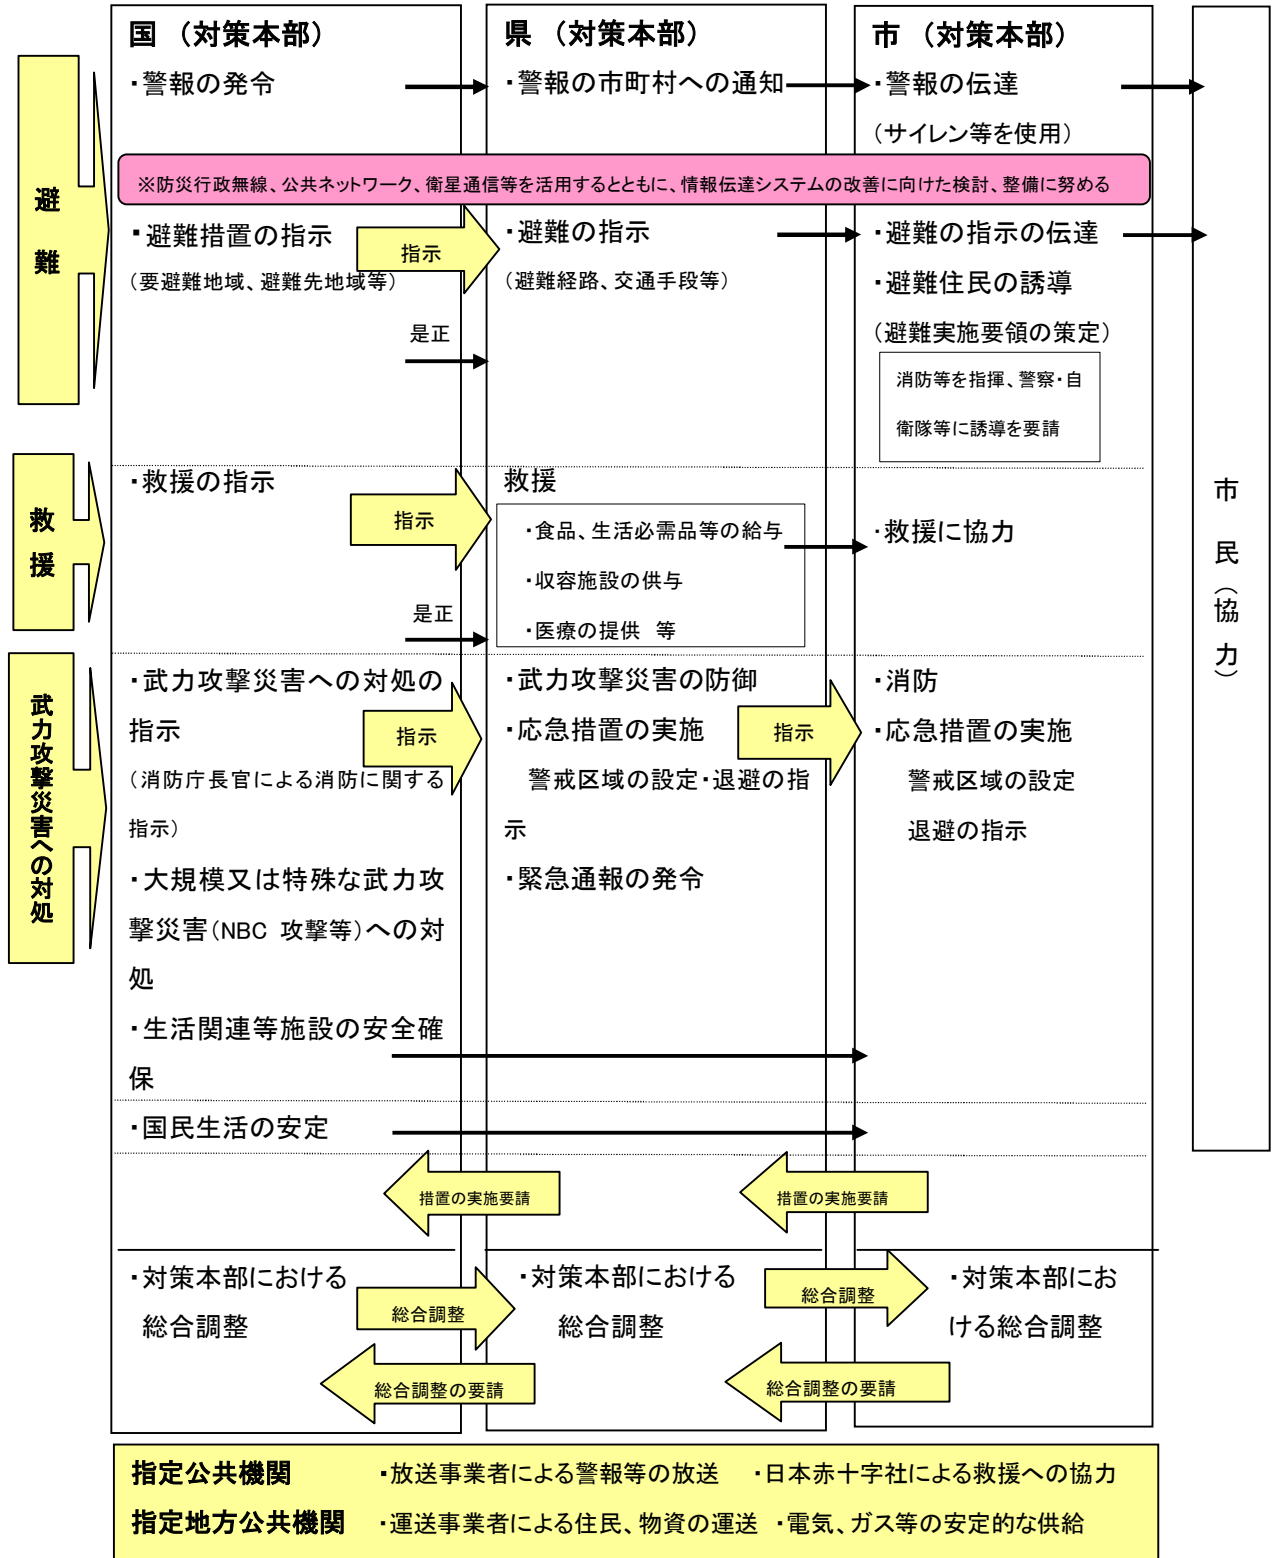 国 （対策本部）
県 （対策本部）
市 （対策本部）
避難
・警報の発令
・警報の市町村への通知
・警報の伝達
（サイレン等を使用）
※防災行政無線、公共ネットワーク、衛星通信等を活用するとともに、情報伝達システムの改善に向けた検討、整備に努める
・避難措置の指示
（要避難地域、避難先地域等）
指示
是正
・避難の指示
（避難経路、交通手段等）
・避難の指示の伝達
・避難住民の誘導
（避難実施要領の策定）
消防等を指揮、警察・自
衛隊等に誘導を要請
救援
・救援の指示
指示
是正
救援
・食品、生活必需品等の給与
・収容施設の供与
・医療の提供 等
・救援に協力
武力攻撃災害への対処
・武力攻撃災害への対処の
指示
（消防庁長官による消防に関する
指示）
・大規模又は特殊な武力攻
撃災害（NBC 攻撃等）への対
処
・生活関連等施設の安全確
保
指示
・武力攻撃災害の防御
・応急措置の実施
警戒区域の設定・退避の指
示
・緊急通報の発令
指示
・消防
・応急措置の実施
警戒区域の設定
退避の指示
・国民生活の安定
措置の実施要請
措置の実施要請
・対策本部における
総合調整
総合調整
総合調整の要請
・対策本部における
総合調整
総合調整
総合調整の要請
・対策本部にお
ける総合調整
市民（協力）
指定公共機関 ・放送事業者による警報等の放送 ・日本赤十字社による救援への協力
指定地方公共機関 ・運送事業者による住民、物資の運送 ・電気、ガス等の安定的な供給